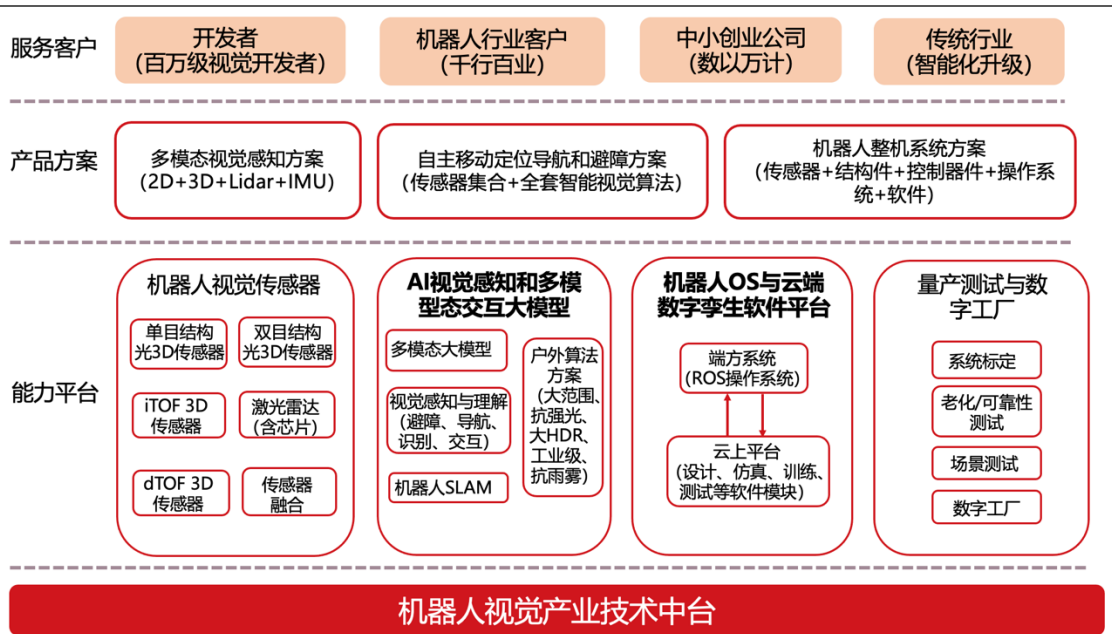 服务客户
开发者
（百万级视觉开发者）
机器人行业客户
（千行百业）
中小创业公司
（数以万计）
传统行业
（智能化升级）
产品方案
多模态视觉感知方案
（2D+3D+Lidar+IMU）
自主移动定位导航和避障方案
（传感器集合+全套智能视觉算法）
机器人整机系统方案
（传感器+结构件+控制器件+操作系
统+软件）
能力平台
机器人视觉传感器
单目结构
光3D传感器
双目结构
光3D传感器
iTOF 3D
传感器
激光雷达
（含芯片）
dTOF 3D
传感器
传感器
融合
AI视觉感知和多模
型态交互大模型
多模态大模型
视觉感知与理解
（避障、导航、
识别、交互）
机器人SLAM
户外算法
方案
（大范围、
抗强光、
大HDR、
工业级、
抗雨雾）
机器人OS与云端
数字孪生软件平台
端方系统
（ROS操作系统）
云上平台
（设计、仿真、训练、
测试等软件模块）
量产测试与数
字工厂
系统标定
老化/可靠性
测试
场景测试
数字工厂
机器人视觉产业技术中台